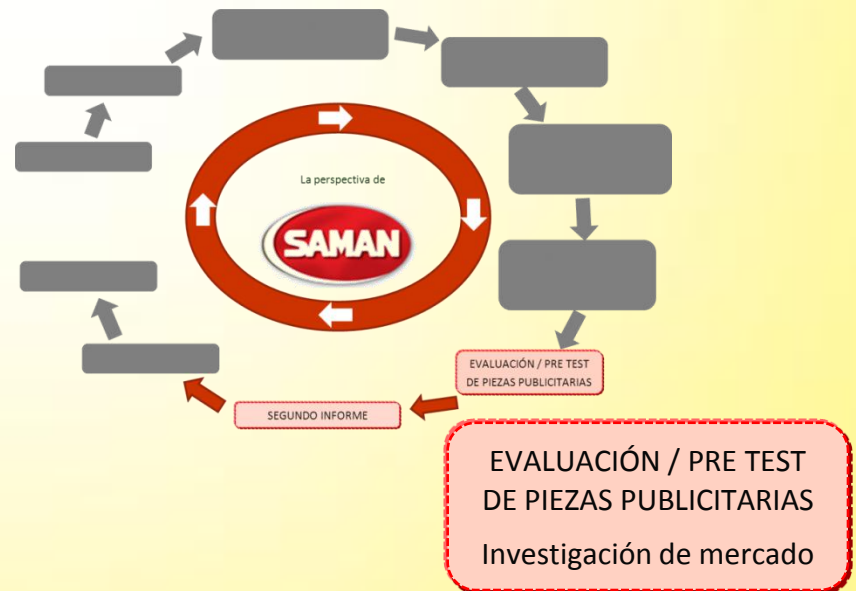 La perspectiva de
SAMAN
EVALUACIÓN / PRE TEST
DE PIEZAS PUBLICITARIAS
SEGUNDO INFORME
EVALUACIÓN / PRE TEST
DE PIEZAS PUBLICITARIAS
Investigación de mercado